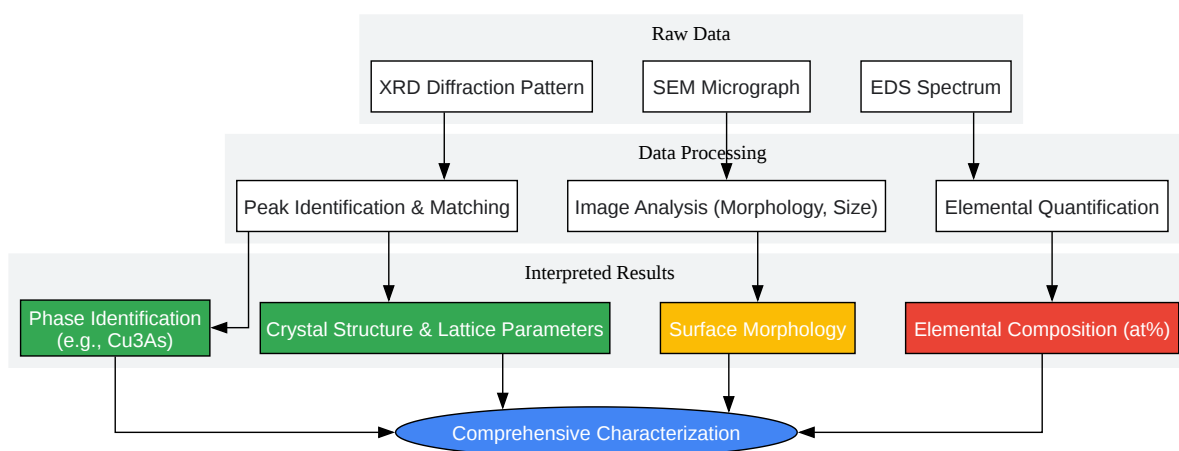 Raw Data
XRD Diffraction Pattern
SEM Micrograph
EDS Spectrum
Data Processing
Peak Identification & Matching
Image Analysis (Morphology, Size)
Elemental Quantification
Interpreted Results
Phase Identification
(e.g., Cu3As)
Crystal Structure & Lattice Parameters
Surface Morphology
Elemental Composition (at%)
Comprehensive Characterization